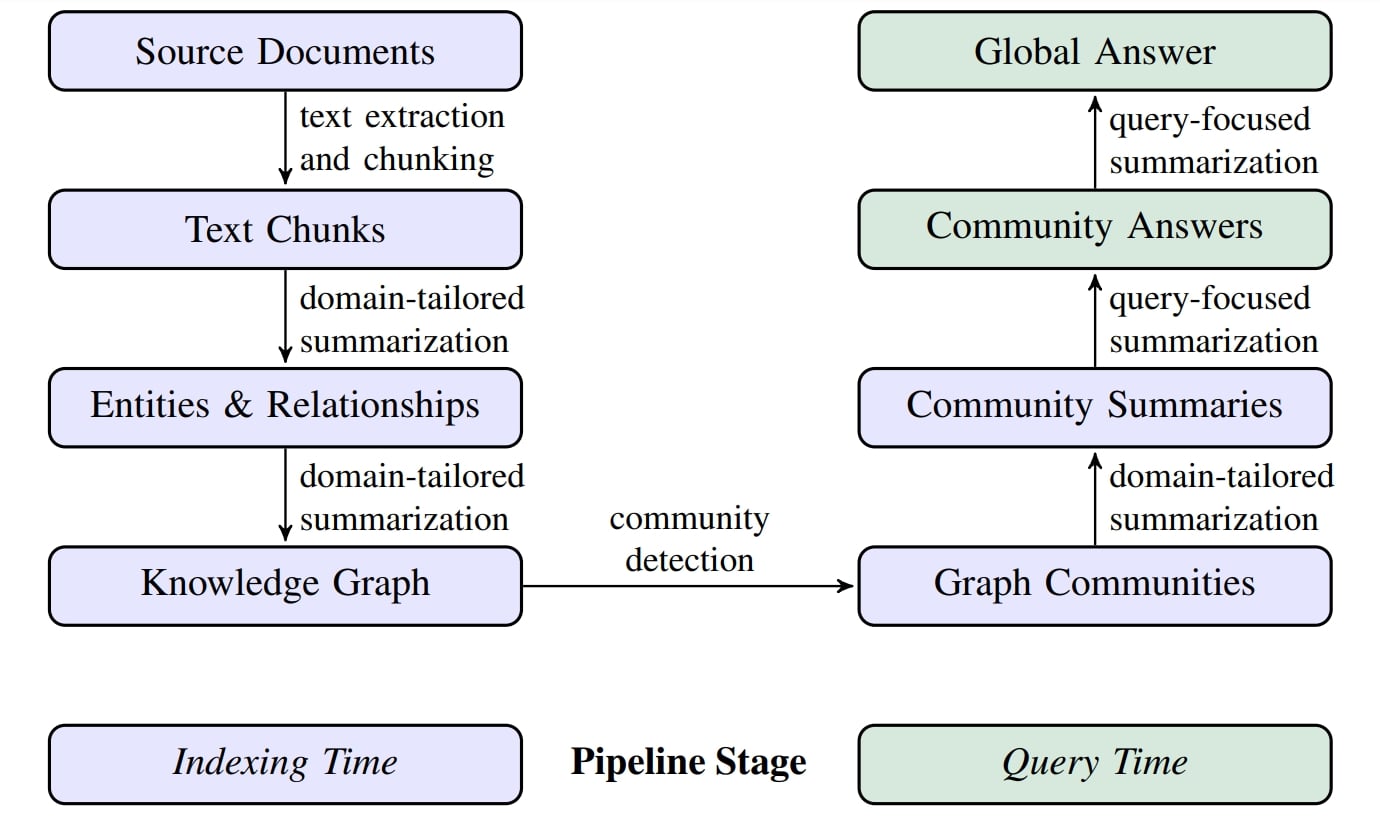 Source Documents
text extraction
and chunking
Text Chunks
domain-tailored
summarization
Entities & Relationships
domain-tailored
summarization
Knowledge Graph
community
detection
Graph Communities
domain-tailored
summarization
Community Summaries
query-focused
summarization
Community Answers
query-focused
summarization
Global Answer
Indexing Time
Pipeline Stage
Query Time